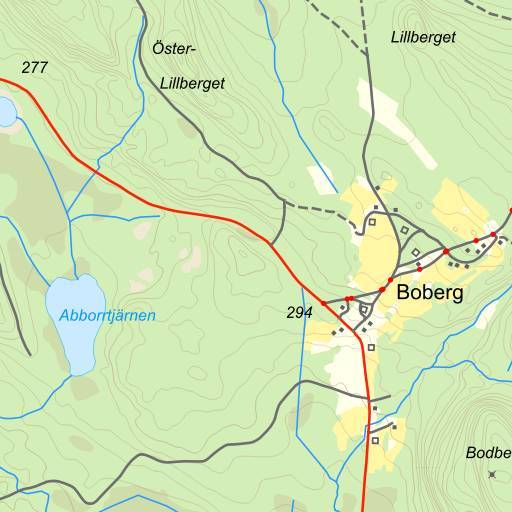 Lillberget
Öster-
Lillberget
277
Boberg
294
Abborrtjärnen
Bodbe